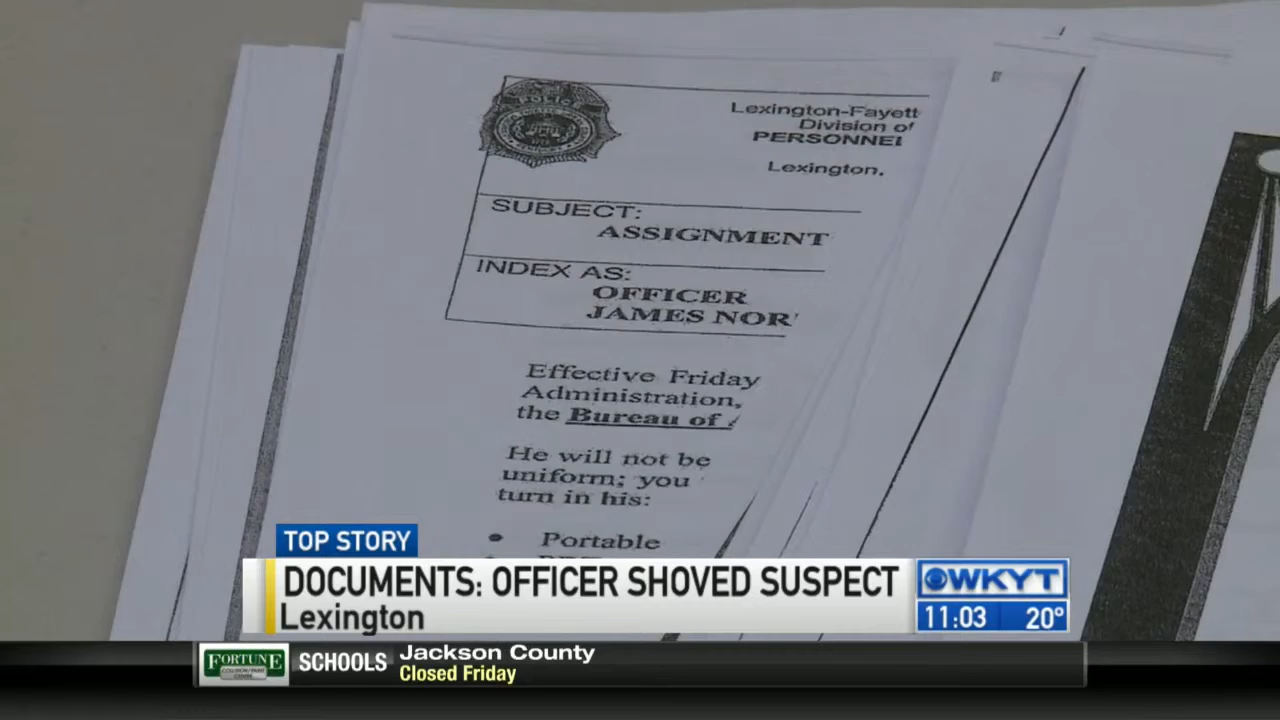 POLICE
Lexington-Fayett
Division of
PERSONNEL
Lexington,
SUBJECT:
ASSIGNMENT
INDEX AS:
OFFICER
JAMES NOR
Effective Friday
Administration,
the Bureau of
He will not be
uniform; you
turn in his:
• Portable
TOP STORY
DOCUMENTS: OFFICER SHOVED SUSPECT
Lexington
WKYT
11:03 20°
FORTUNE
SCHOOLS
Jackson County
Closed Friday